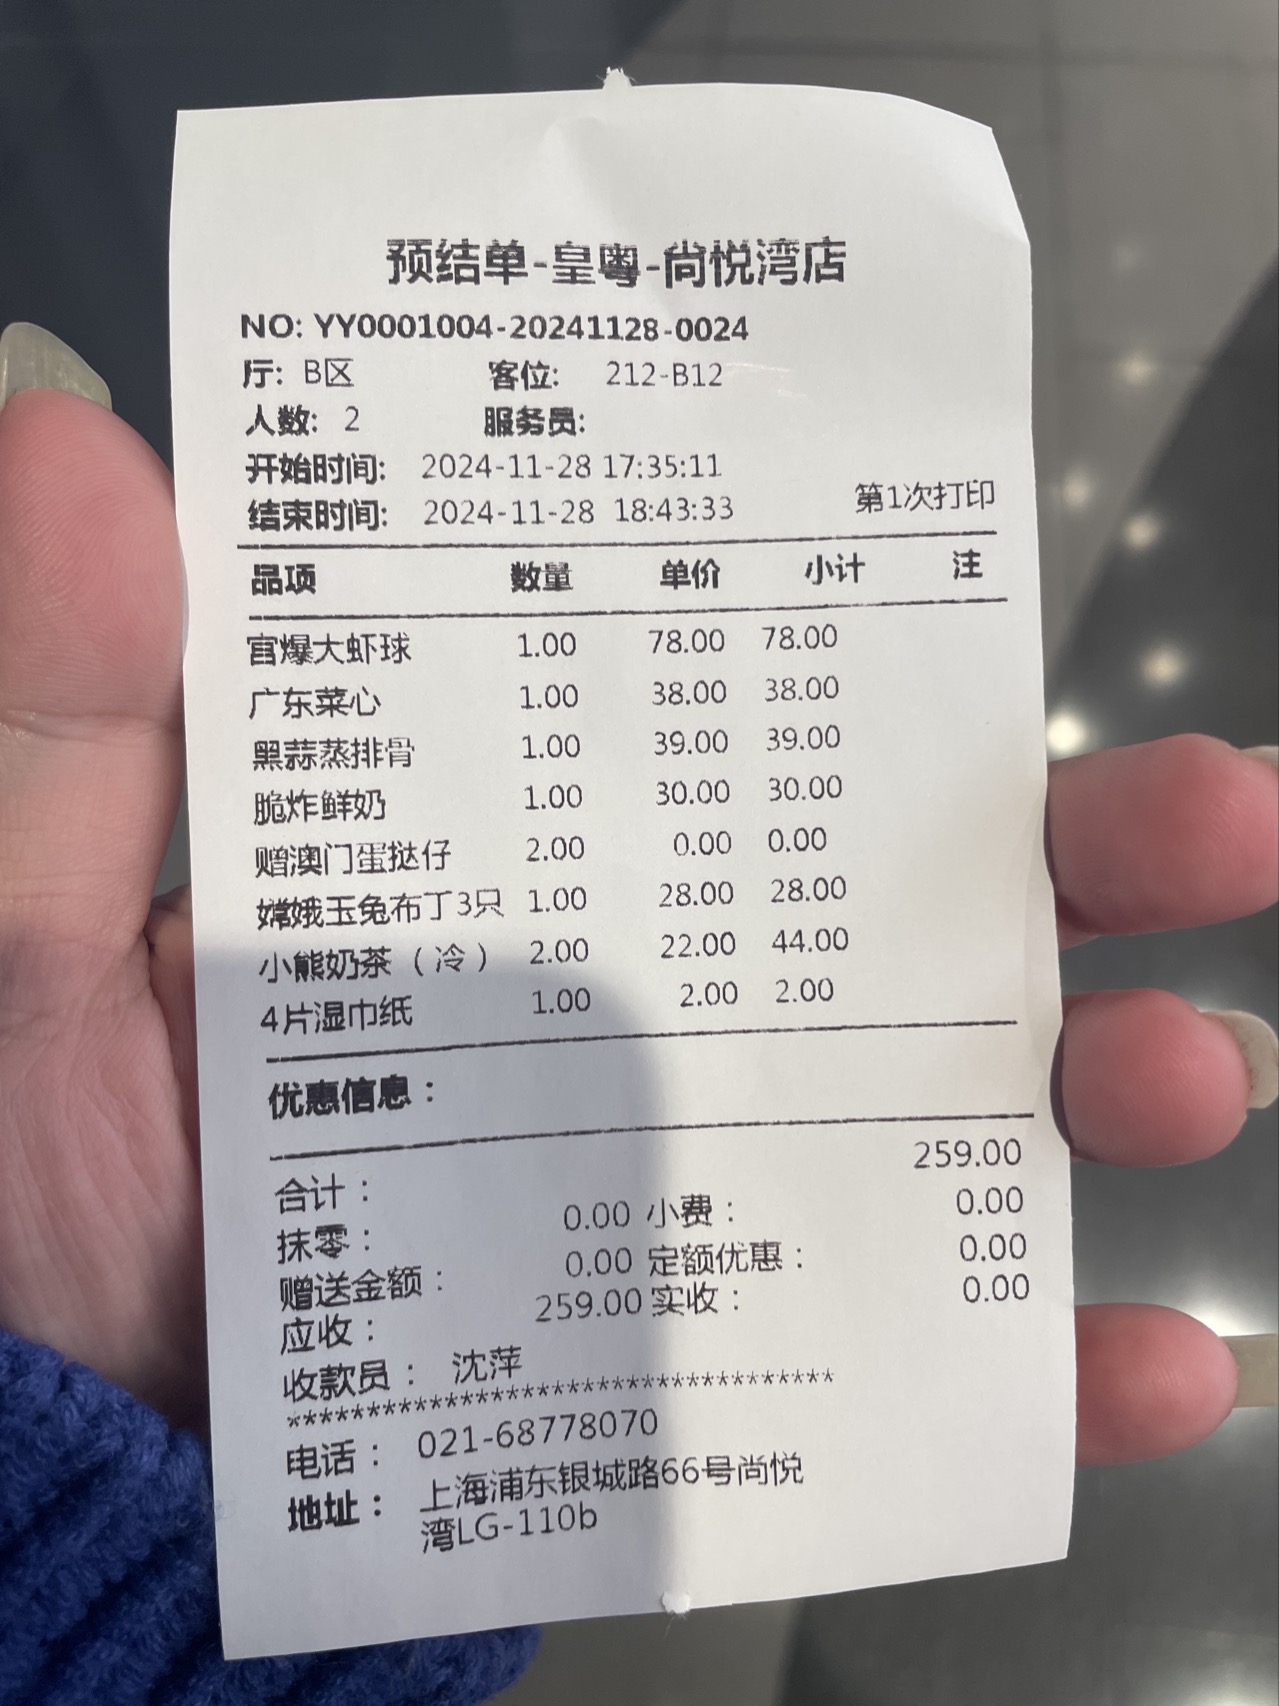 预结单-皇粤-尚悦湾店
NO: YY0001004-20241128-0024
厅: B区 客位: 212-B12
人数: 2 服务员:
开始时间: 2024-11-28 17:35:11
结束时间: 2024-11-28 18:43:33 第1次打印
品项 数量 单价 小计 注
宫爆大虾球 1.00 78.00 78.00
广东菜心 1.00 38.00 38.00
黑蒜蒸排骨 1.00 39.00 39.00
脆炸鲜奶 1.00 30.00 30.00
赠澳门蛋挞仔 2.00 0.00 0.00
嫦娥玉兔布丁3只 1.00 28.00 28.00
小熊奶茶（冷） 2.00 22.00 44.00
4片湿巾纸 1.00 2.00 2.00
优惠信息：
合计： 259.00
抹零： 0.00 小费： 0.00
赠送金额： 0.00 定额优惠： 0.00
应收： 259.00 实收： 0.00
收款员： 沈萍
**********************************
电话： 021-68778070
地址： 上海浦东银城路66号尚悦
湾LG-110b